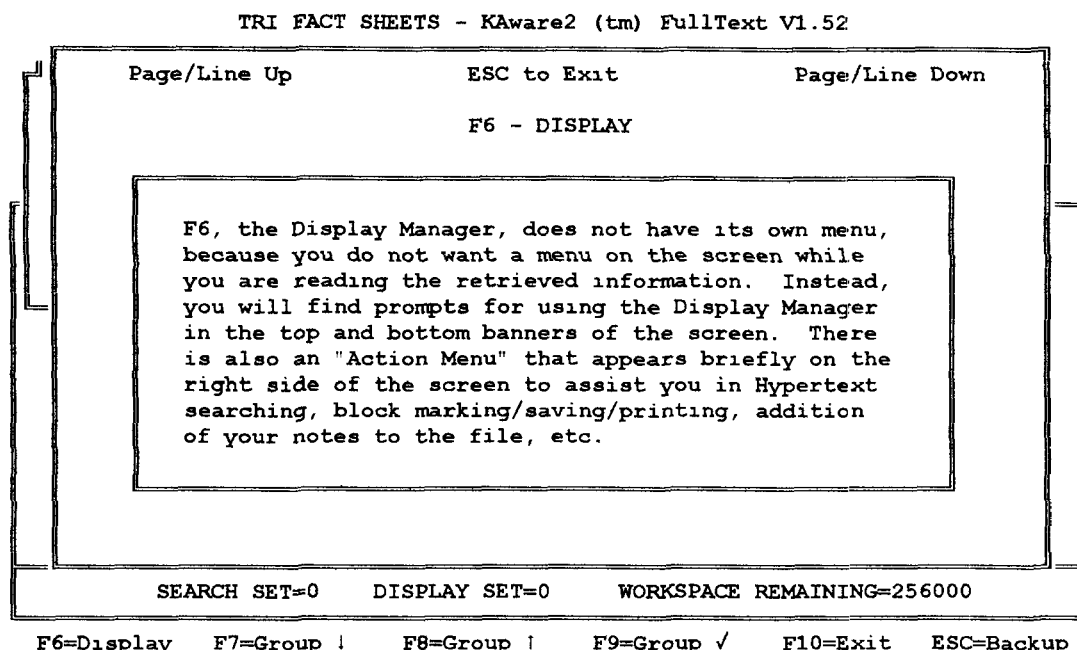 TRI FACT SHEETS - KAware2 (tm) FullText V1.52
Page/Line Up ESC to Exit Page/Line Down
F6 - DISPLAY
F6, the Display Manager, does not have its own menu,
because you do not want a menu on the screen while
you are reading the retrieved information. Instead,
you will find prompts for using the Display Manager
in the top and bottom banners of the screen. There
is also an "Action Menu" that appears briefly on the
right side of the screen to assist you in Hypertext
searching, block marking/saving/printing, addition
of your notes to the file, etc.
SEARCH SET=0 DISPLAY SET=0 WORKSPACE REMAINING=256000
F6=Display F7=Group ↓ F8=Group ↑ F9=Group √ F10=Exit ESC=Backup